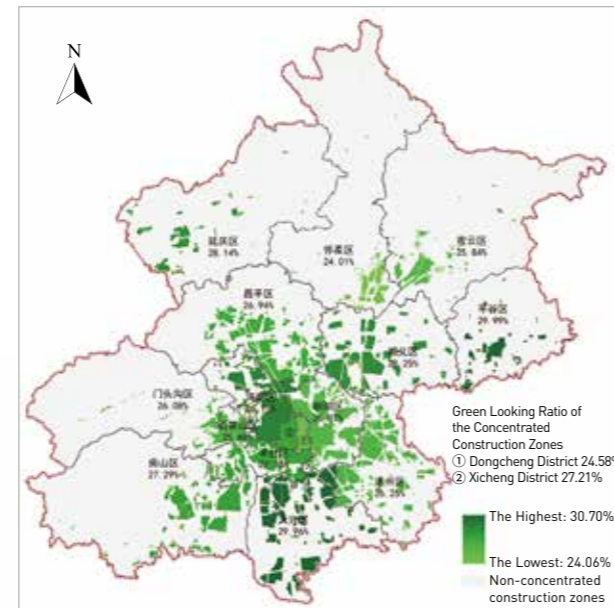 N
延庆区
28.14%
怀柔区
24.01%
密云区
25.84%
昌平区
26.94%
平谷区
29.99%
门头沟区
26.08%
房山区
27.29%
29.96%
Green Looking Ratio of
the Concentrated
Construction Zones
① Dongcheng District 24.58%
② Xicheng District 27.21%
The Highest: 30.70%
The Lowest: 24.06%
Non-concentrated
construction zones